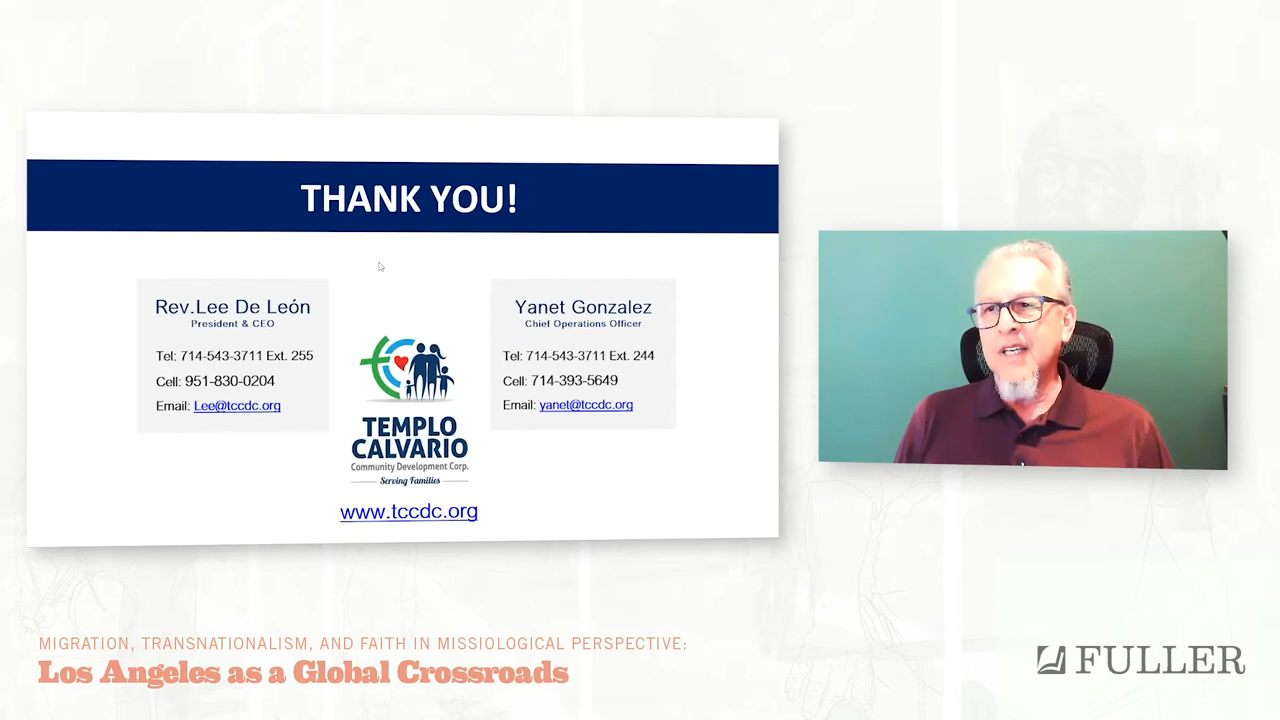 THANK YOU!
Rev.Lee De León
President & CEO
Tel: 714-543-3711 Ext. 255
Cell: 951-830-0204
Email: Lee@tccdc.org
Yanet Gonzalez
Chief Operations Officer
Tel: 714-543-3711 Ext. 244
Cell: 714-393-5649
Email: yanet@tccdc.org
TEMPLO
CALVARIO
Community Development Corp.
Serving Families
www.tccdc.org
MIGRATION, TRANSNATIONALISM, AND FAITH IN MISSIOLOGICAL PERSPECTIVE:
Los Angeles as a Global Crossroads
FULLER